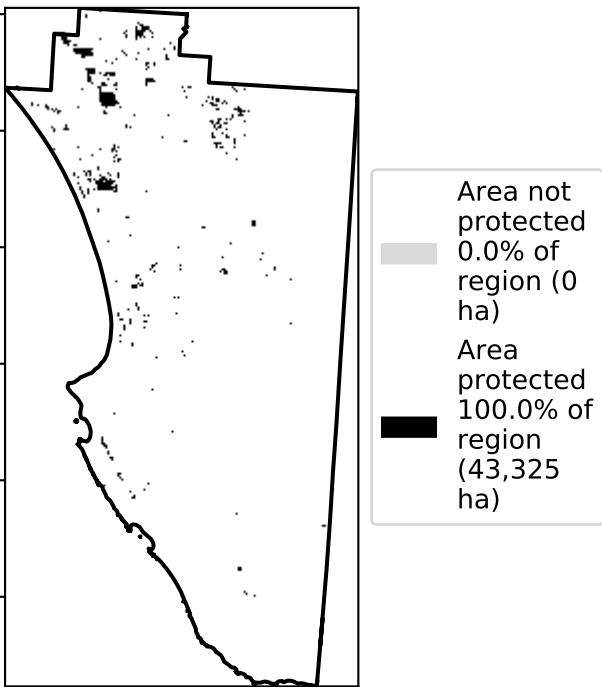 Area not
protected
0.0% of
region (0
ha)
Area
protected
100.0% of
region
(43,325
ha)